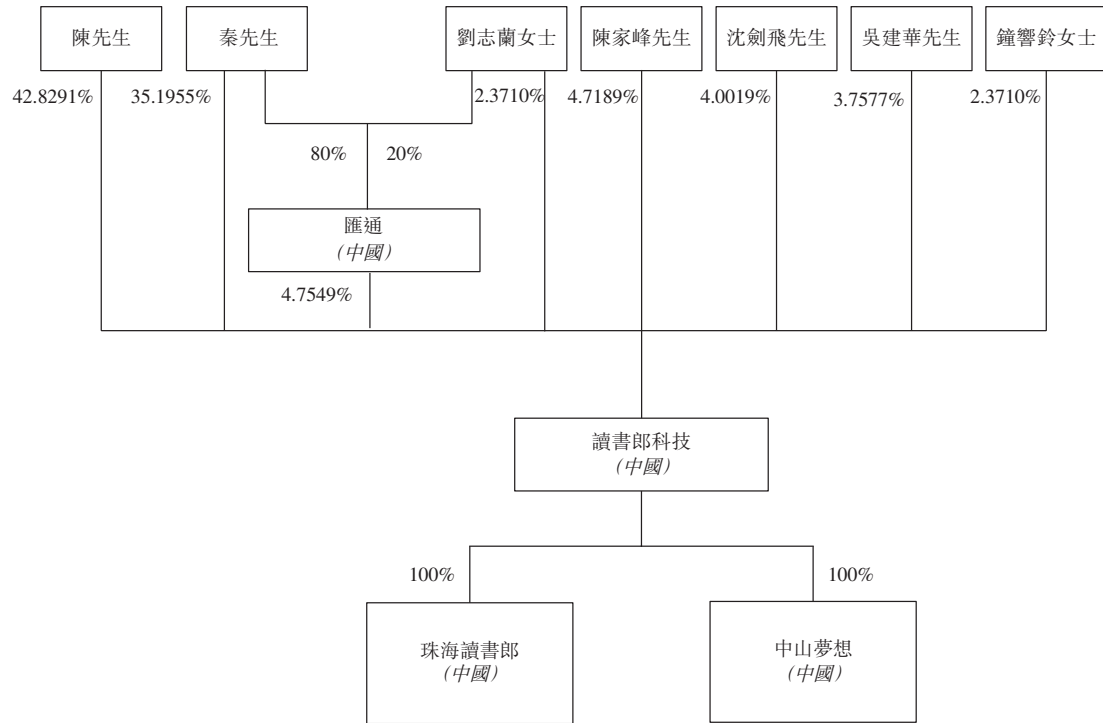 陳先生
秦先生
劉志蘭女士
陳家峰先生
沈劍飛先生
吳建華先生
鐘響鈴女士
42.8291%
35.1955%
2.3710%
4.7189%
4.0019%
3.7577%
2.3710%
80%
20%
匯通
(中國)
4.7549%
讀書郎科技
(中國)
100%
100%
珠海讀書郎
(中國)
中山夢想
(中國)